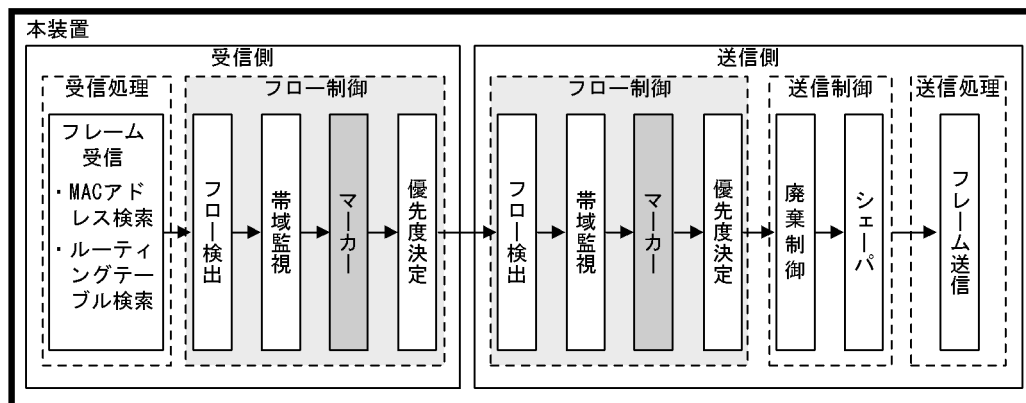 本装置
受信側
送信側
受信処理
フロー制御
フロー制御
送信制御
送信処理
フレーム
受信
・MACアド
レス検索
・ルーティ
ングテー
ブル検索
フロー検出
帯域監視
マーカー
優先度決定
フロー検出
帯域監視
マーカー
優先度決定
廃棄制御
シェーパ
フレーム送信